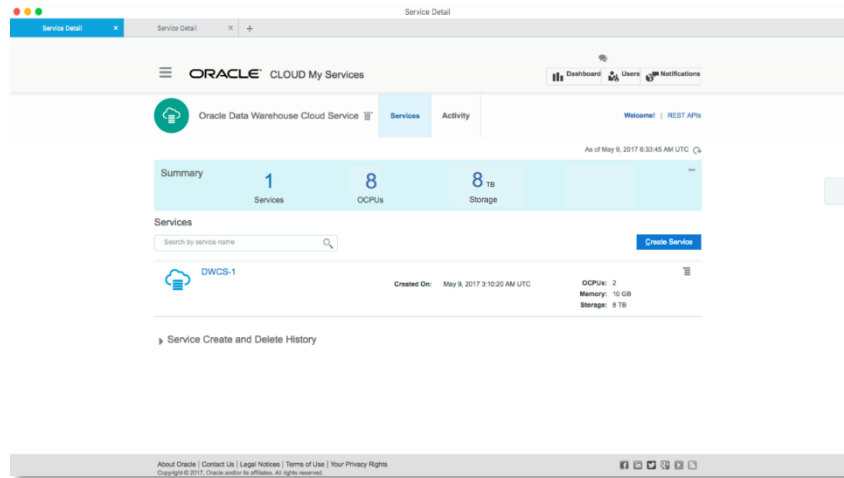 Service Detail
Service Detail x Service Detail x +
ORACLE CLOUD My Services
Dashboard Users Notifications
Oracle Data Warehouse Cloud Service Services Activity Welcome! | REST APIs
As of May 9, 2017 6:33:45 AM UTC
Summary
1 8 8 TB
Services OCPUs Storage
Services
Search by service name Create Service
DWCS-1
Created On: May 9, 2017 3:10:20 AM UTC OCPUs: 2
Memory: 10 GB
Storage: 8 TB
Service Create and Delete History
About Oracle | Contact Us | Legal Notices | Terms of Use | Your Privacy Rights
Copyright © 2017, Oracle and/or its affiliates. All rights reserved.